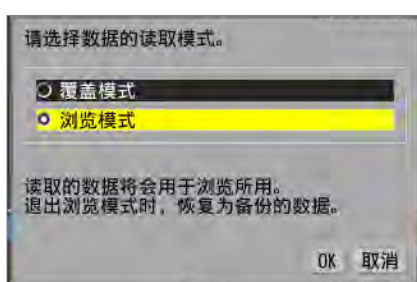 请选择数据的读取模式。
覆盖模式
浏览模式
读取的数据将会用于浏览所用。
退出浏览模式时，恢复为备份的数据。
OK 取消